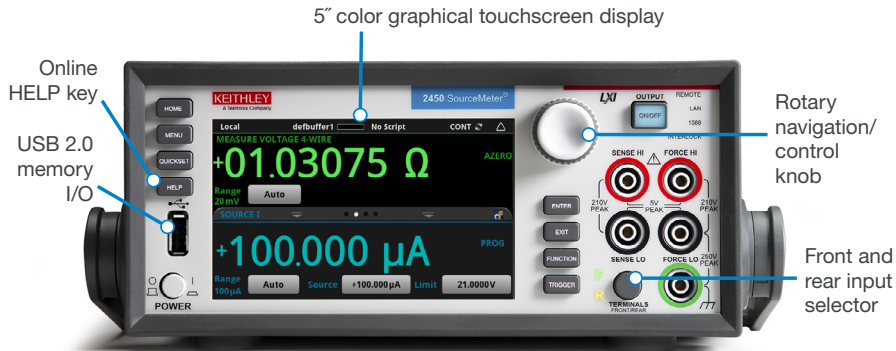 5″ color graphical touchscreen display
Online
HELP key
USB 2.0
memory
I/O
Rotary
navigation/
control
knob
Front and
rear input
selector
KEITHLEY
A Tektronix Company
2450 SourceMeter®
LXI
OUTPUT
ON/OFF
REMOTE
LAN
1588
INTERLOCK
HOME
MENU
QUICKSET
HELP
POWER
Local defbuffer1 No Script CONT
MEASURE VOLTAGE 4-WIRE
+01.03075 Ω
AZERO
Range
20 mV
Auto
SOURCE I
+100.000 µA
PROG
Range
100µA
Auto
Source
+100.000µA
Limit
21.0000V
ENTER
EXIT
FUNCTION
TRIGGER
SENSE HI
FORCE HI
210V
PEAK
5V
PEAK
210V
PEAK
SENSE LO
FORCE LO
250V
PEAK
F
R
TERMINALS
FRONT/REAR